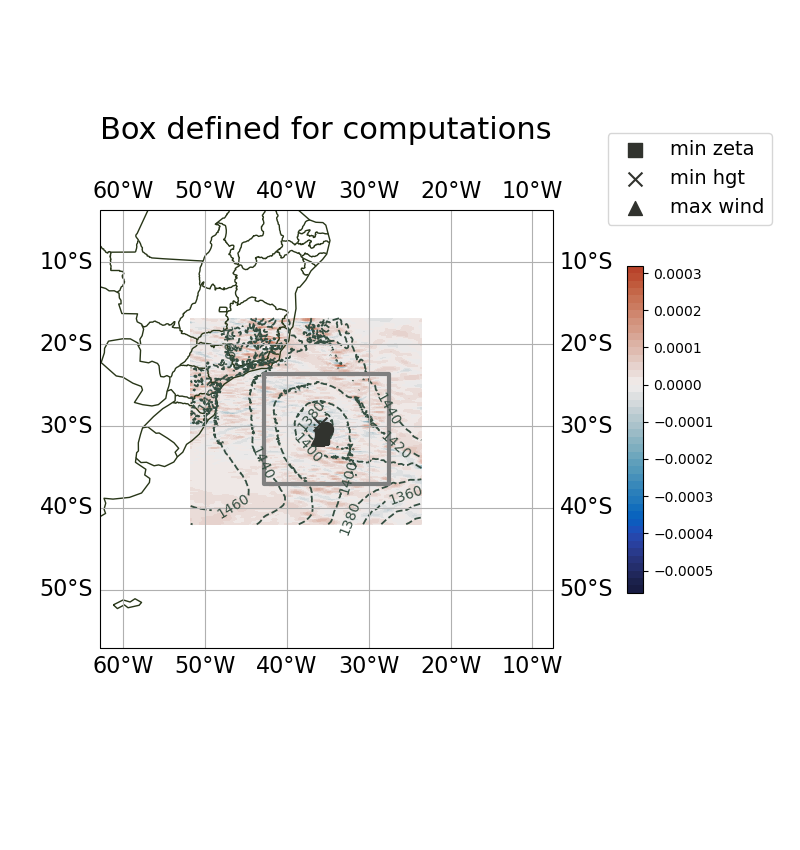 Box defined for computations
min zeta
min hgt
max wind
60°W 50°W 40°W 30°W 20°W 10°W
10°S 10°S
20°S 20°S
30°S 30°S
40°S 40°S
50°S 50°S
60°W 50°W 40°W 30°W 20°W 10°W
0.0003
0.0002
0.0001
0.0000
−0.0001
−0.0002
−0.0003
−0.0004
−0.0005
1380
1400
1440
1420
1440
1400
1460
1360
1380